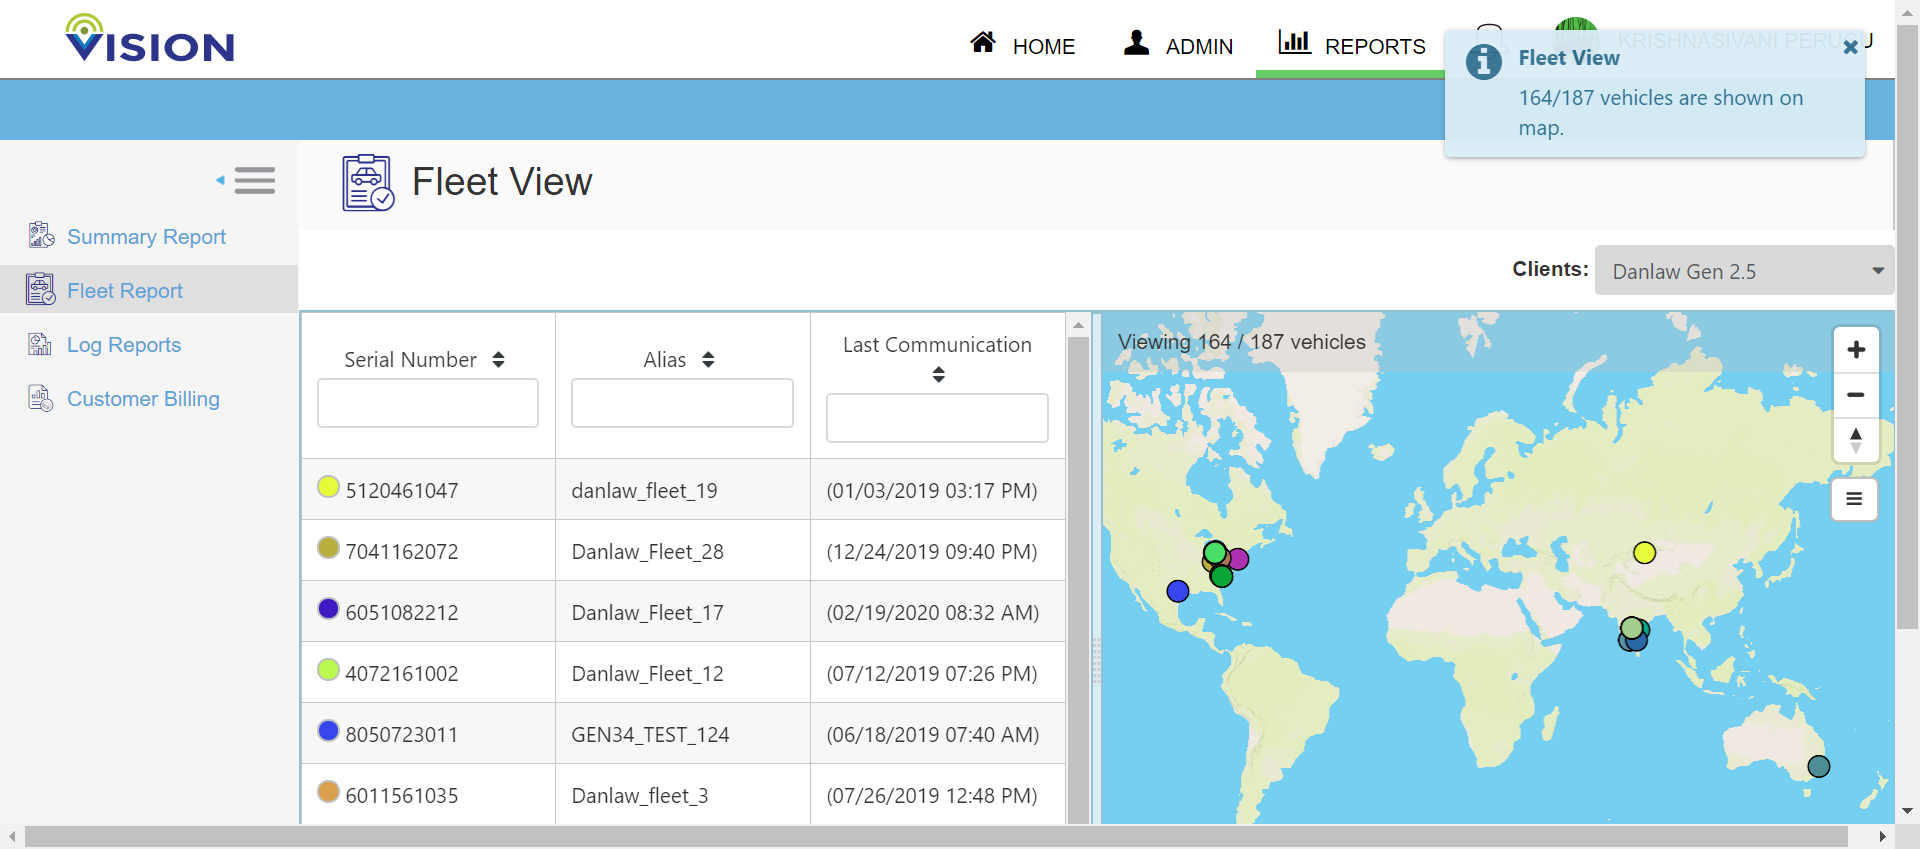 VISION
HOME
ADMIN
REPORTS
KRISHNASIVANI PERUGU
Fleet View
164/187 vehicles are shown on
map.
Fleet View
Summary Report
Fleet Report
Log Reports
Customer Billing
Clients: Danlaw Gen 2.5
Serial Number Alias Last Communication
5120461047 danlaw_fleet_19 (01/03/2019 03:17 PM)
7041162072 Danlaw_Fleet_28 (12/24/2019 09:40 PM)
6051082212 Danlaw_Fleet_17 (02/19/2020 08:32 AM)
4072161002 Danlaw_Fleet_12 (07/12/2019 07:26 PM)
8050723011 GEN34_TEST_124 (06/18/2019 07:40 AM)
6011561035 Danlaw_fleet_3 (07/26/2019 12:48 PM)
Viewing 164 / 187 vehicles